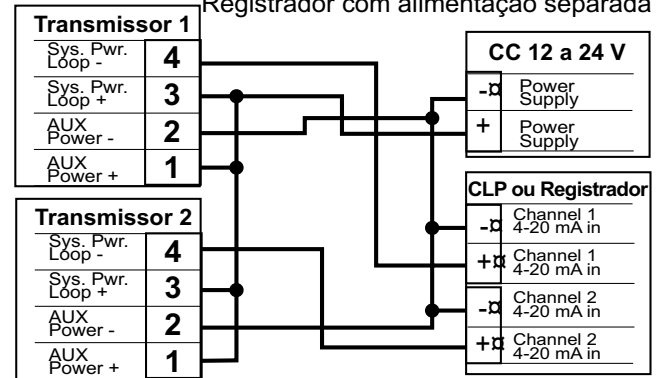 Registrador com alimentação separada
Transmissor 1
Sys. Pwr.
Loop -
4
Sys. Pwr.
Loop +
3
AUX
Power -
2
AUX
Power +
1
Transmissor 2
Sys. Pwr.
Loop -
4
Sys. Pwr.
Loop +
3
AUX
Power -
2
AUX
Power +
1
CC 12 a 24 V
-¤ Power
Supply
+ Power
Supply
CLP ou Registrador
-¤ Channel 1
4-20 mA in
+¤ Channel 1
4-20 mA in
-¤ Channel 2
4-20 mA in
+¤ Channel 2
4-20 mA in